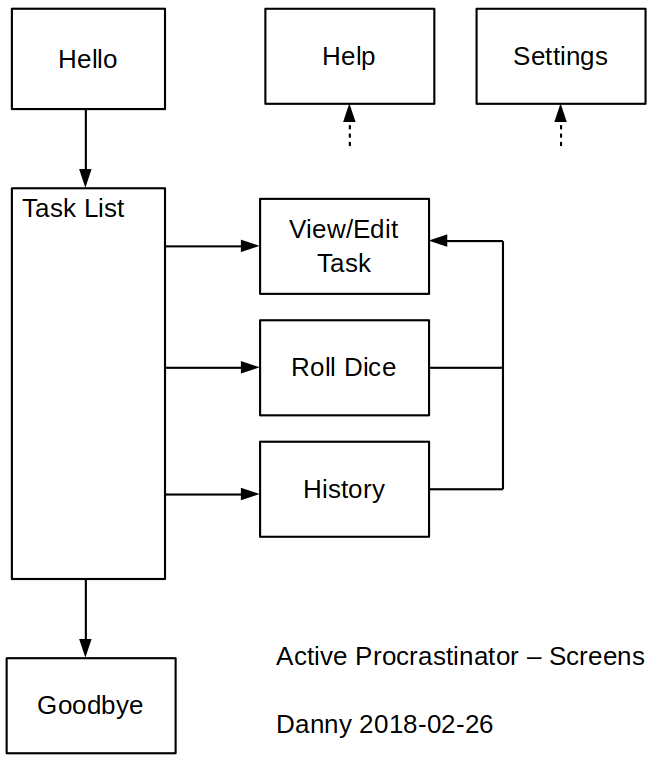 Hello
Help
Settings
Task List
View/Edit
Task
Roll Dice
History
Goodbye
Active Procrastinator – Screens
Danny 2018-02-26